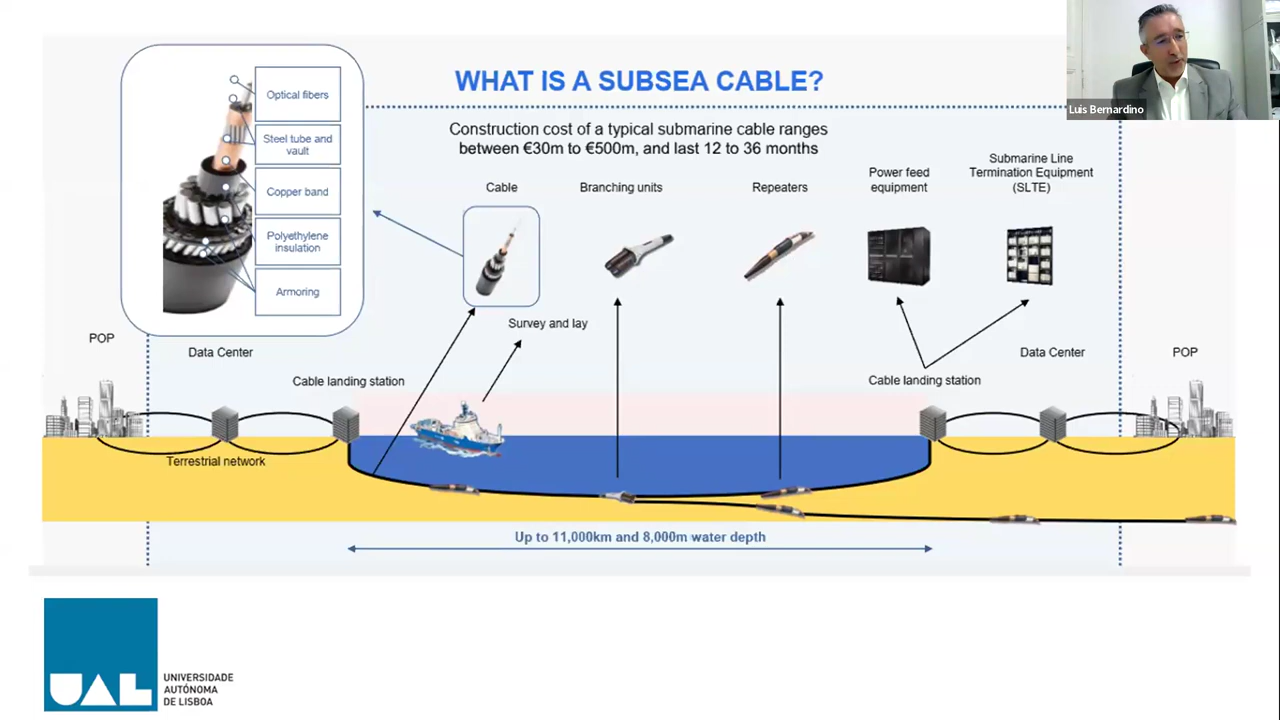 WHAT IS A SUBSEA CABLE?
Luis Bernardino
Construction cost of a typical submarine cable ranges
between €30m to €500m, and last 12 to 36 months
Optical fibers
Steel tube and
vault
Copper band
Polyethylene
insulation
Armoring
Cable
Branching units
Repeaters
Power feed
equipment
Submarine Line
Termination Equipment
(SLTE)
Survey and lay
POP
Data Center
Cable landing station
Cable landing station
Data Center
POP
Terrestrial network
Up to 11,000km and 8,000m water depth
UAL
UNIVERSIDADE
AUTÓNOMA
DE LISBOA